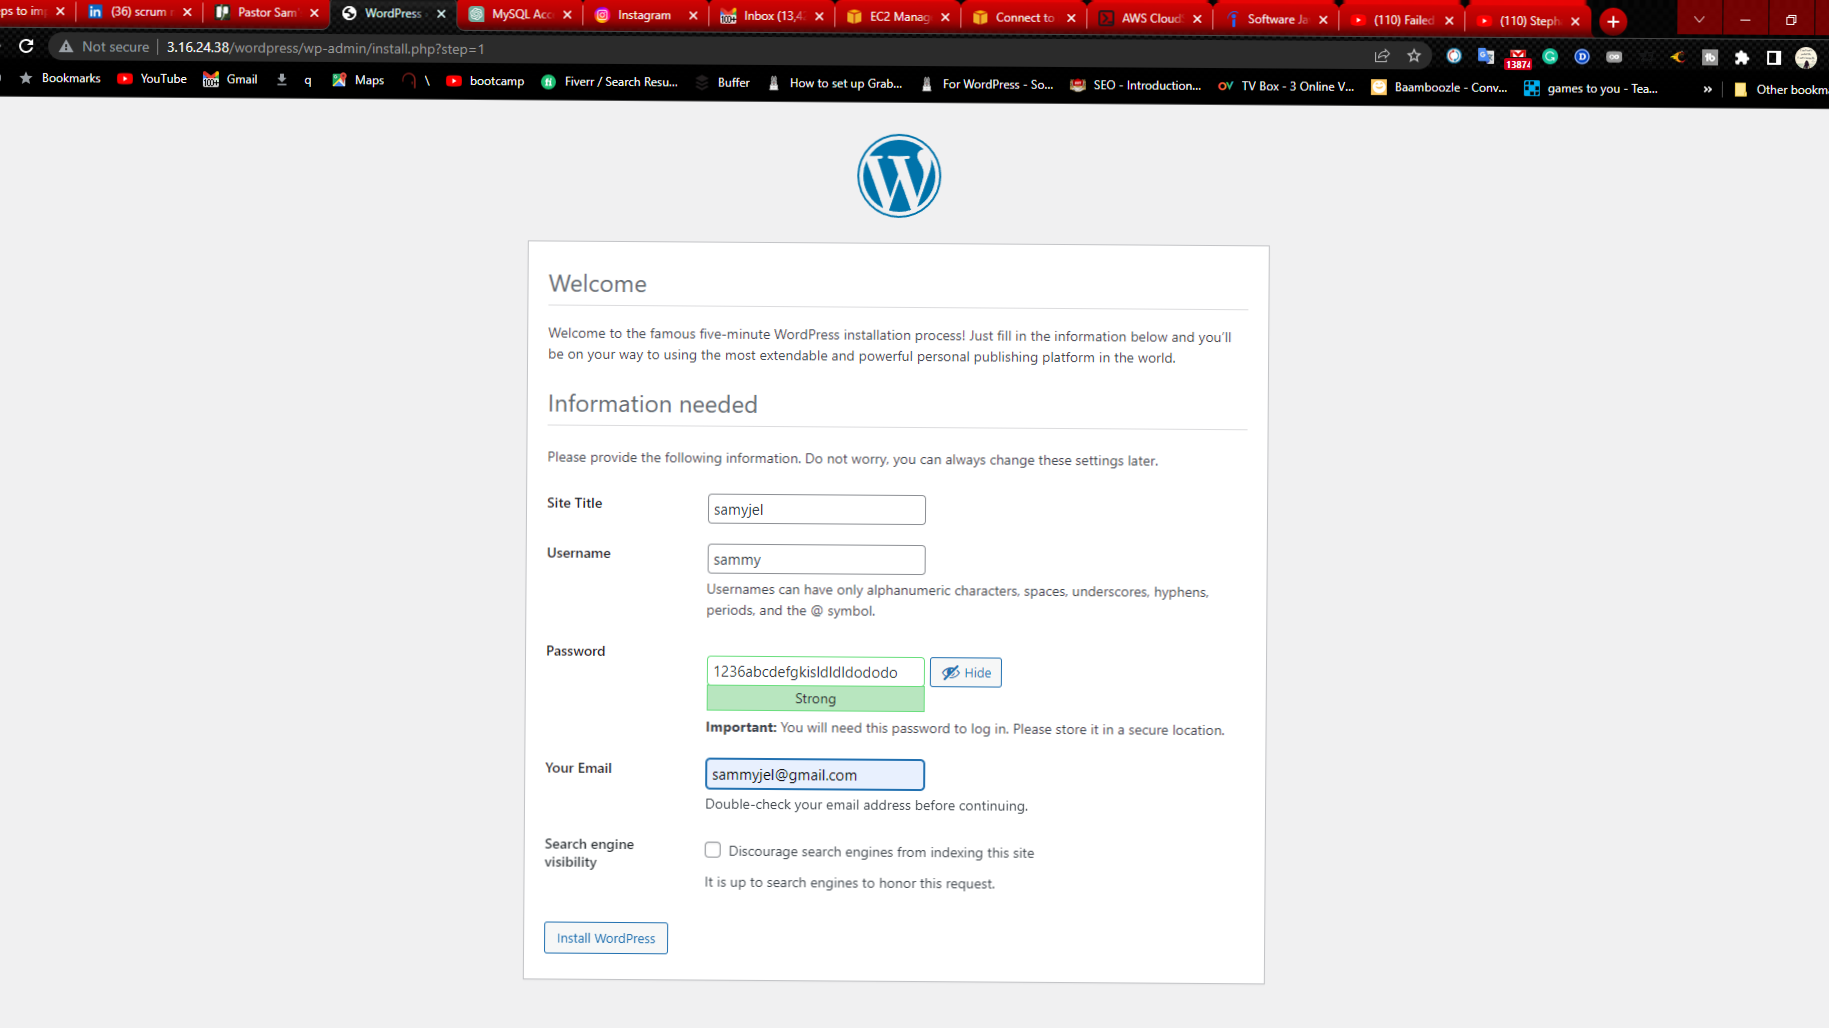 ps to im
(36) scrum
Pastor Sam
WordPress
MySQL Acc
Instagram
Inbox (13,4
EC2 Manag
Connect to
AWS Cloud
Software Ja
(110) Failed
(110) Steph
Not secure
3.16.24.38/wordpress/wp-admin/install.php?step=1
13874
Bookmarks
YouTube
100+
Gmail
q
Maps
\
bootcamp
Fiverr / Search Resu...
Buffer
How to set up Grab...
For WordPress - So...
SEO - Introduction...
TV Box - 3 Online V...
Baamboozle - Conv...
games to you - Tea...
»
Other bookm
Welcome
Welcome to the famous five-minute WordPress installation process! Just fill in the information below and you'll
be on your way to using the most extendable and powerful personal publishing platform in the world.
Information needed
Please provide the following information. Do not worry, you can always change these settings later.
Site Title
samyjel
Username
sammy
Usernames can have only alphanumeric characters, spaces, underscores, hyphens,
periods, and the @ symbol.
Password
1236abcdefgkisldldldododo
Hide
Strong
Important: You will need this password to log in. Please store it in a secure location.
Your Email
sammyjel@gmail.com
Double-check your email address before continuing.
Search engine
visibility
Discourage search engines from indexing this site
It is up to search engines to honor this request.
Install WordPress